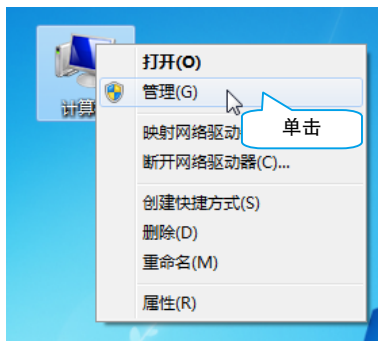 打开(O)
管理(G)
单击
映射网络驱动
断开网络驱动器(C)...
创建快捷方式(S)
删除(D)
重命名(M)
属性(R)
计算